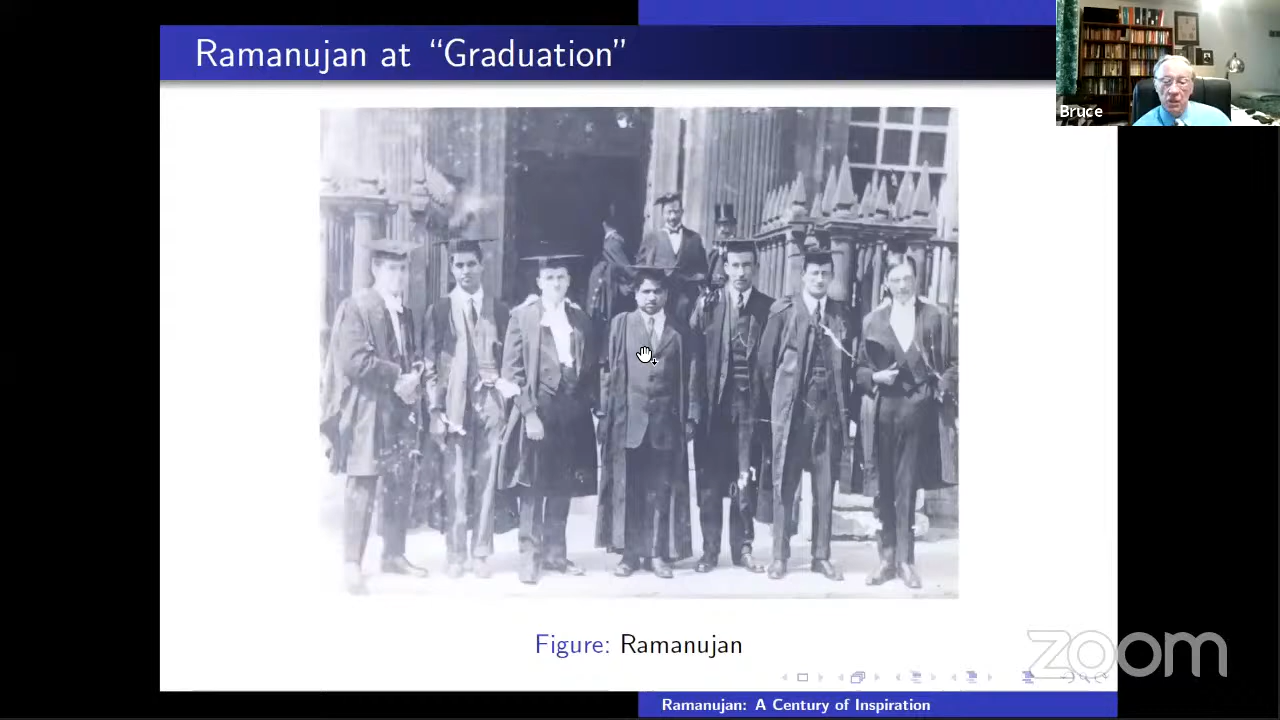 Ramanujan at “Graduation”
Bruce
Figure: Ramanujan
zoom
Ramanujan: A Century of Inspiration